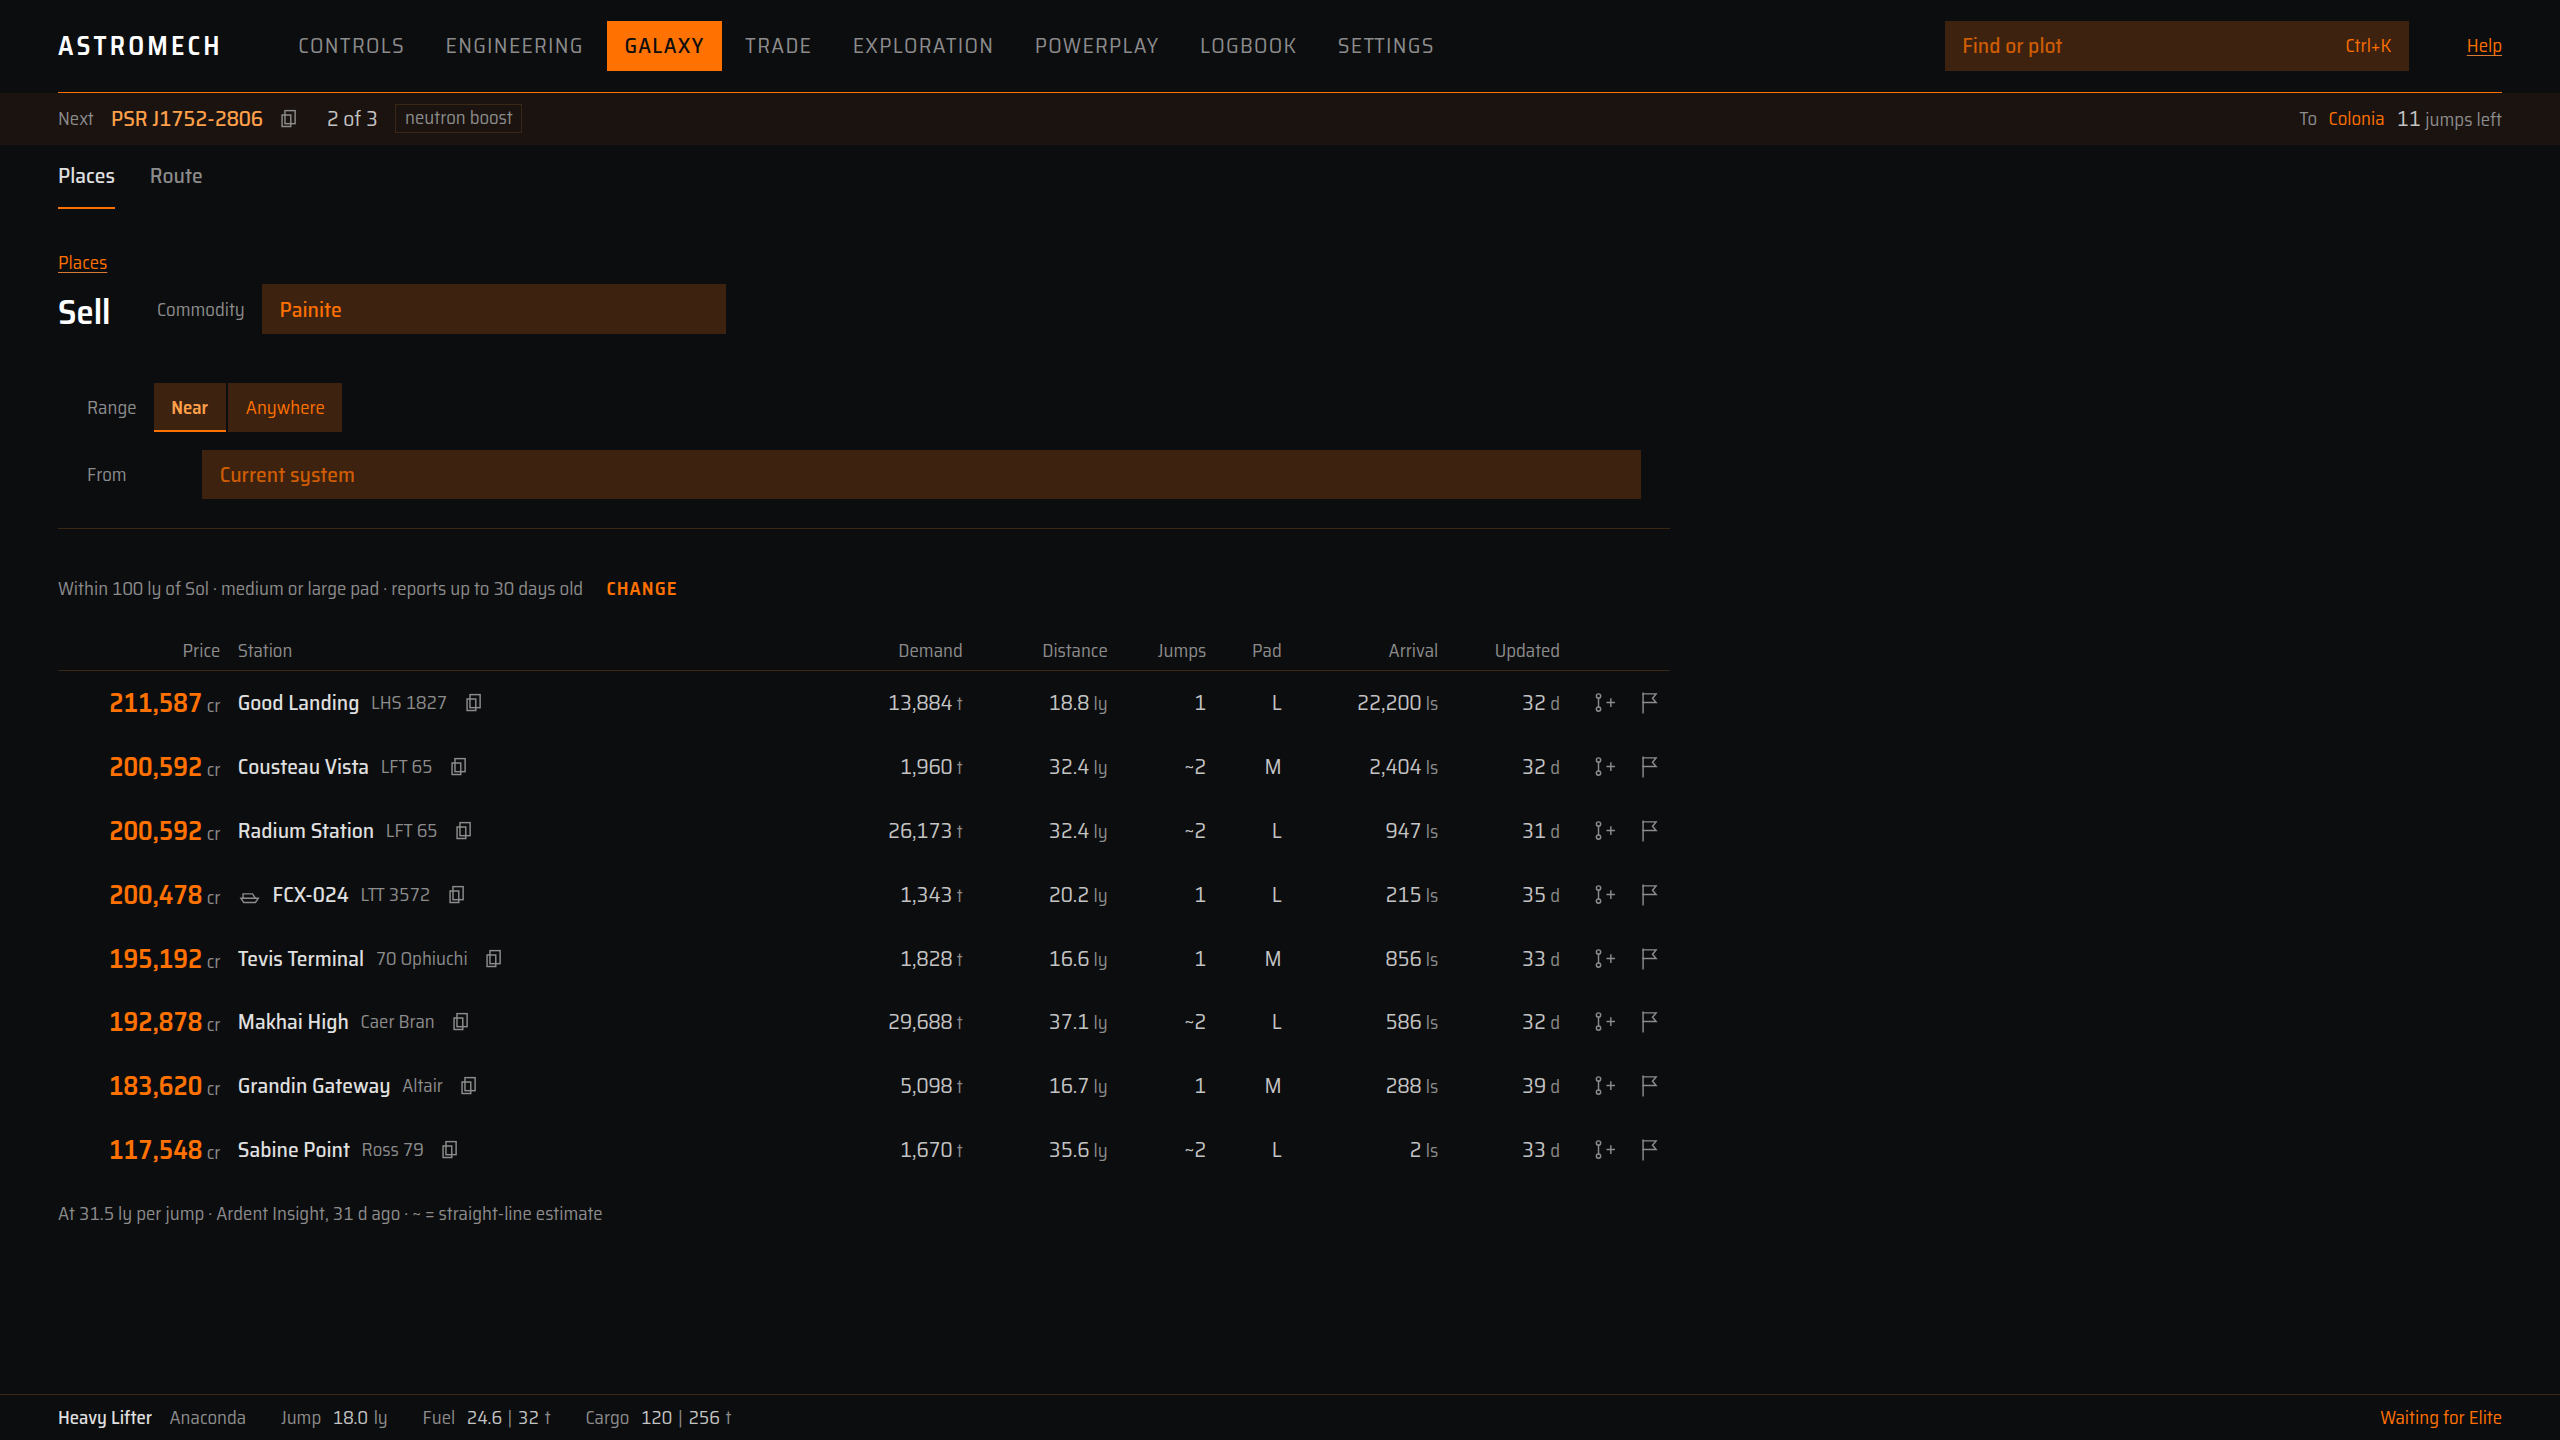 ASTROMECH CONTROLS ENGINEERING GALAXY TRADE EXPLORATION POWERPLAY LOGBOOK SETTINGS Find or plot Ctrl+K Help
Next PSR J1752-2806 2 of 3 neutron boost To Colonia 11 jumps left
Places Route
Places
Sell Commodity Painite
Range Near Anywhere
From Current system
Within 100 ly of Sol · medium or large pad · reports up to 30 days old CHANGE
Price Station Demand Distance Jumps Pad Arrival Updated
211,587 cr Good Landing LHS 1827 13,884 t 18.8 ly 1 L 22,200 ls 32 d
200,592 cr Cousteau Vista LFT 65 1,960 t 32.4 ly ~2 M 2,404 ls 32 d
200,592 cr Radium Station LFT 65 26,173 t 32.4 ly ~2 L 947 ls 31 d
200,478 cr FCX-024 LTT 3572 1,343 t 20.2 ly 1 L 215 ls 35 d
195,192 cr Tevis Terminal 70 Ophiuchi 1,828 t 16.6 ly 1 M 856 ls 33 d
192,878 cr Makhai High Caer Bran 29,688 t 37.1 ly ~2 L 586 ls 32 d
183,620 cr Grandin Gateway Altair 5,098 t 16.7 ly 1 M 288 ls 39 d
117,548 cr Sabine Point Ross 79 1,670 t 35.6 ly ~2 L 2 ls 33 d
At 31.5 ly per jump · Ardent Insight, 31 d ago · ~ = straight-line estimate
Heavy Lifter Anaconda Jump 18.0 ly Fuel 24.6 | 32 t Cargo 120 | 256 t Waiting for Elite